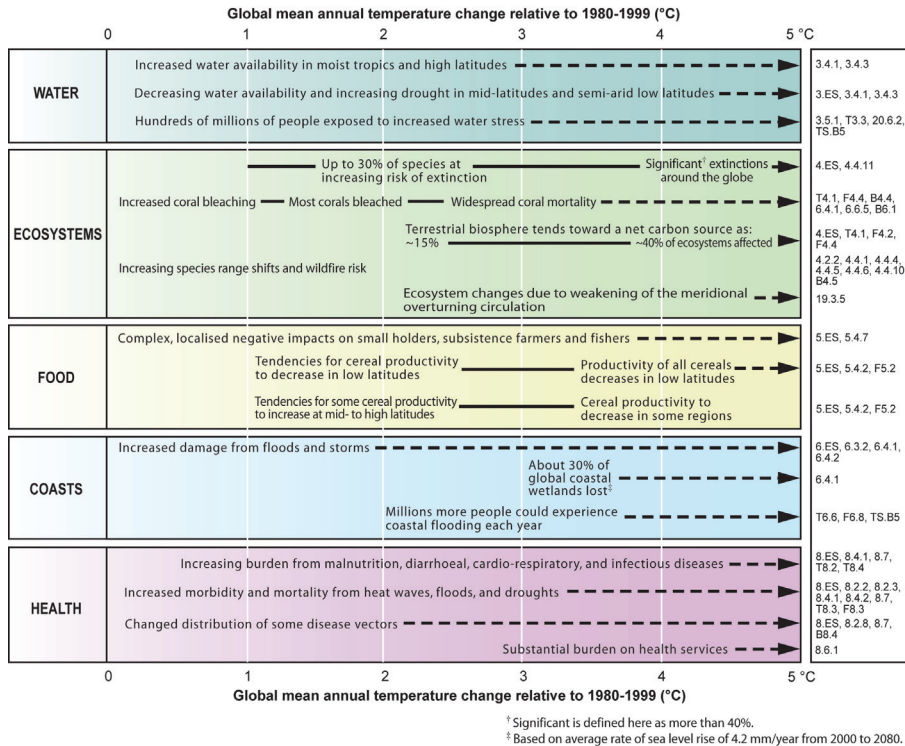 Global mean annual temperature change relative to 1980-1999 (°C)
0 1 2 3 4 5 °C
WATER
Increased water availability in moist tropics and high latitudes
3.4.1, 3.4.3
Decreasing water availability and increasing drought in mid-latitudes and semi-arid low latitudes
3.ES, 3.4.1, 3.4.3
Hundreds of millions of people exposed to increased water stress
3.5.1, T3.3, 20.6.2,
TS.B5
ECOSYSTEMS
Up to 30% of species at
increasing risk of extinction
Significant† extinctions
around the globe
4.ES, 4.4.11
Increased coral bleaching
Most corals bleached
Widespread coral mortality
T4.1, F4.4, B4.4,
6.4.1, 6.6.5, B6.1
Terrestrial biosphere tends toward a net carbon source as:
~15%
~40% of ecosystems affected
4.ES, T4.1, F4.2,
F4.4
Increasing species range shifts and wildfire risk
4.2.2, 4.4.1, 4.4.4,
4.4.5, 4.4.6, 4.4.10,
B4.5
Ecosystem changes due to weakening of the meridional
overturning circulation
19.3.5
FOOD
Complex, localised negative impacts on small holders, subsistence farmers and fishers
5.ES, 5.4.7
Tendencies for cereal productivity
to decrease in low latitudes
Productivity of all cereals
decreases in low latitudes
5.ES, 5.4.2, F5.2
Tendencies for some cereal productivity
to increase at mid- to high latitudes
Cereal productivity to
decrease in some regions
5.ES, 5.4.2, F5.2
COASTS
Increased damage from floods and storms
6.ES, 6.3.2, 6.4.1,
6.4.2
About 30% of
global coastal
wetlands lost‡
6.4.1
Millions more people could experience
coastal flooding each year
T6.6, F6.8, TS.B5
HEALTH
Increasing burden from malnutrition, diarrhoeal, cardio-respiratory, and infectious diseases
8.ES, 8.4.1, 8.7,
T8.2, T8.4
Increased morbidity and mortality from heat waves, floods, and droughts
8.ES, 8.2.2, 8.2.3,
8.4.1, 8.4.2, 8.7,
T8.3, F8.3
Changed distribution of some disease vectors
8.ES, 8.2.8, 8.7,
B8.4
Substantial burden on health services
8.6.1
0 1 2 3 4 5 °C
Global mean annual temperature change relative to 1980-1999 (°C)
† Significant is defined here as more than 40%.
‡ Based on average rate of sea level rise of 4.2 mm/year from 2000 to 2080.